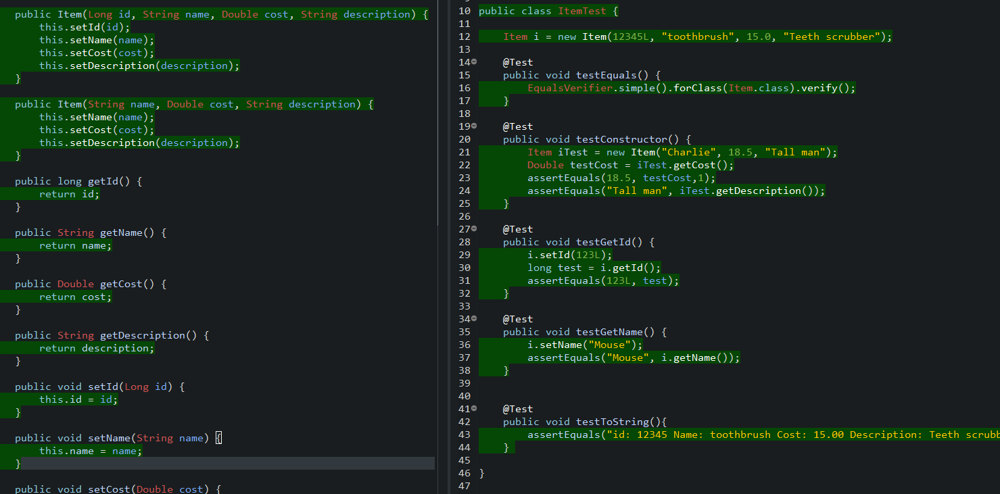 public Item(Long id, String name, Double cost, String description) {
this.setId(id);
this.setName(name);
this.setCost(cost);
this.setDescription(description);
}
public Item(String name, Double cost, String description) {
this.setName(name);
this.setCost(cost);
this.setDescription(description);
}
public long getId() {
return id;
}
public String getName() {
return name;
}
public Double getCost() {
return cost;
}
public String getDescription() {
return description;
}
public void setId(Long id) {
this.id = id;
}
public void setName(String name) {
this.name = name;
}
public void setCost(Double cost) {
10 public class ItemTest {
11
12 Item i = new Item(12345L, "toothbrush", 15.0, "Teeth scrubber");
13
14 @Test
15 public void testEquals() {
16 EqualsVerifier.simple().forClass(Item.class).verify();
17 }
18
19 @Test
20 public void testConstructor() {
21 Item iTest = new Item("Charlie", 18.5, "Tall man");
22 Double testCost = iTest.getCost();
23 assertEquals(18.5, testCost,1);
24 assertEquals("Tall man", iTest.getDescription());
25 }
26
27 @Test
28 public void testGetId() {
29 i.setId(123L);
30 long test = i.getId();
31 assertEquals(123L, test);
32 }
33
34 @Test
35 public void testGetName() {
36 i.setName("Mouse");
37 assertEquals("Mouse", i.getName());
38 }
39
40
41 @Test
42 public void testToString(){
43 assertEquals("id: 12345 Name: toothbrush Cost: 15.00 Description: Teeth scrubb
44 }
45
46 }
47